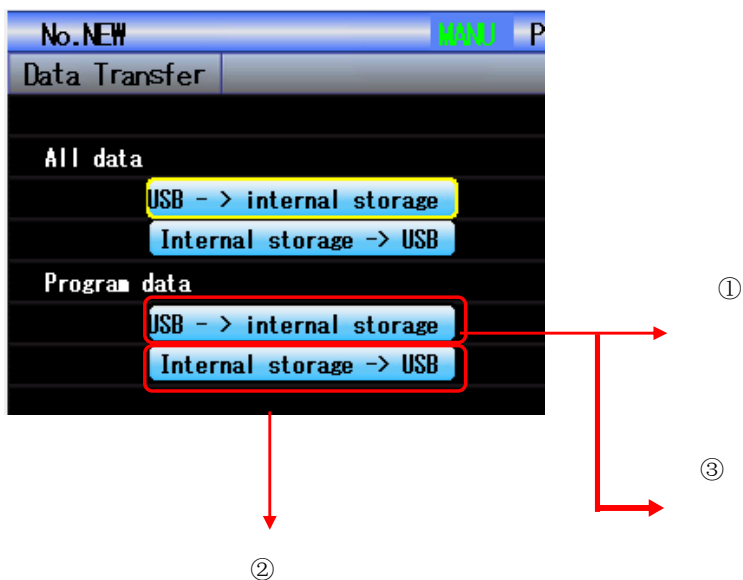 No.NEW MANU P
Data Transfer
All data
USB - > internal storage
Internal storage -> USB
Program data
①
USB - > internal storage
Internal storage -> USB
③
②